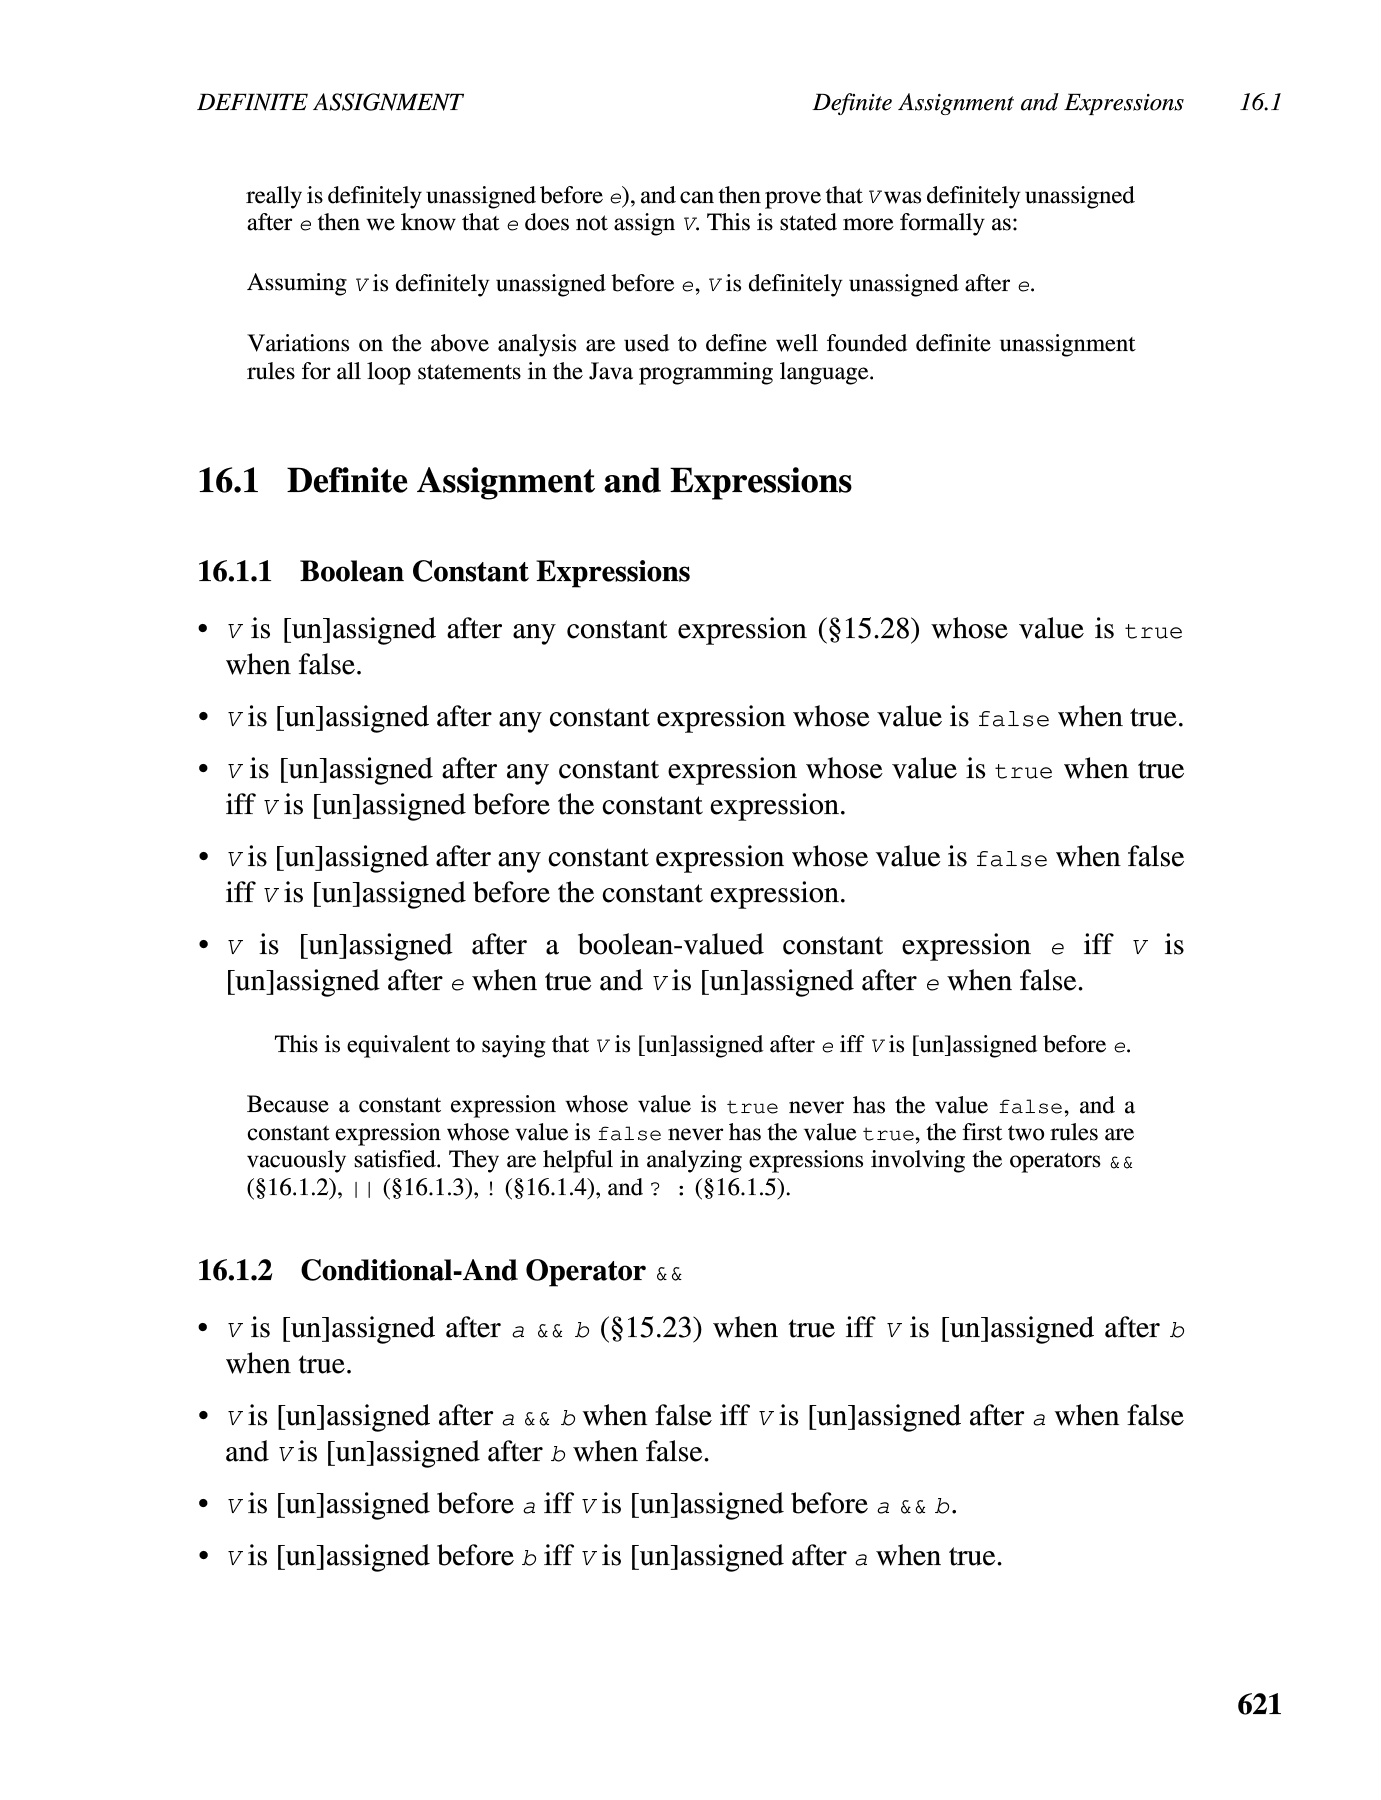 DEFINITE ASSIGNMENT Definite Assignment and Expressions 16.1
really is definitely unassigned before e), and can then prove that V was definitely unassigned
after e then we know that e does not assign V. This is stated more formally as:
Assuming V is definitely unassigned before e, V is definitely unassigned after e.
Variations on the above analysis are used to define well founded definite unassignment
rules for all loop statements in the Java programming language.
16.1 Definite Assignment and Expressions
16.1.1 Boolean Constant Expressions
• V is [un]assigned after any constant expression (§15.28) whose value is true
when false.
• V is [un]assigned after any constant expression whose value is false when true.
• V is [un]assigned after any constant expression whose value is true when true
iff V is [un]assigned before the constant expression.
• V is [un]assigned after any constant expression whose value is false when false
iff V is [un]assigned before the constant expression.
• V is [un]assigned after a boolean-valued constant expression e iff V is
[un]assigned after e when true and V is [un]assigned after e when false.
This is equivalent to saying that V is [un]assigned after e iff V is [un]assigned before e.
Because a constant expression whose value is true never has the value false, and a
constant expression whose value is false never has the value true, the first two rules are
vacuously satisfied. They are helpful in analyzing expressions involving the operators &&
(§16.1.2), || (§16.1.3), ! (§16.1.4), and ? : (§16.1.5).
16.1.2 Conditional-And Operator &&
• V is [un]assigned after a && b (§15.23) when true iff V is [un]assigned after b
when true.
• V is [un]assigned after a && b when false iff V is [un]assigned after a when false
and V is [un]assigned after b when false.
• V is [un]assigned before a iff V is [un]assigned before a && b.
• V is [un]assigned before b iff V is [un]assigned after a when true.
621